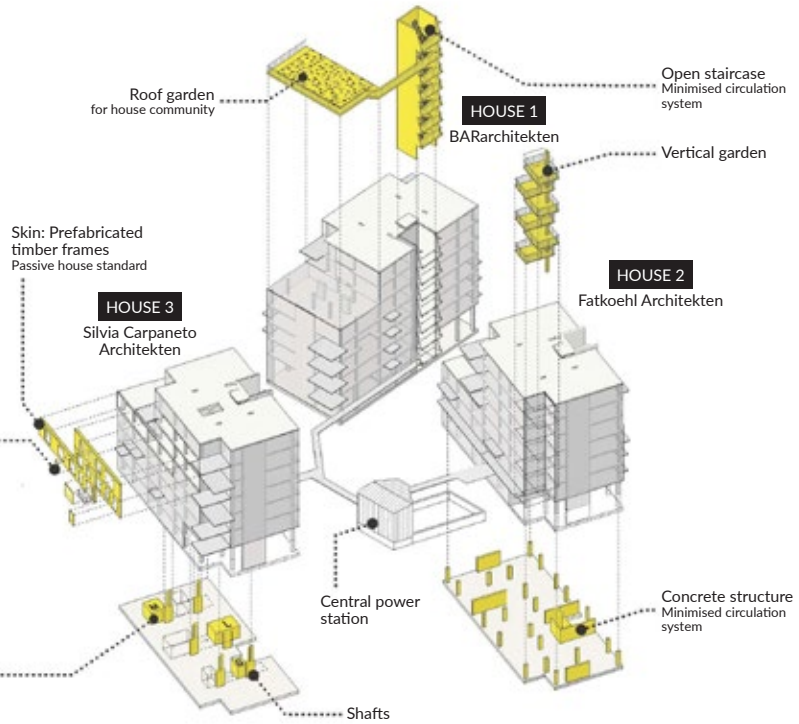 Roof garden
for house community
Open staircase
Minimised circulation
system
HOUSE 1
BARarchitekten
Vertical garden
Skin: Prefabricated
timber frames
Passive house standard
HOUSE 2
Fatkoehl Architekten
HOUSE 3
Silvia Carpaneto
Architekten
Central power
station
Concrete structure
Minimised circulation
system
Shafts